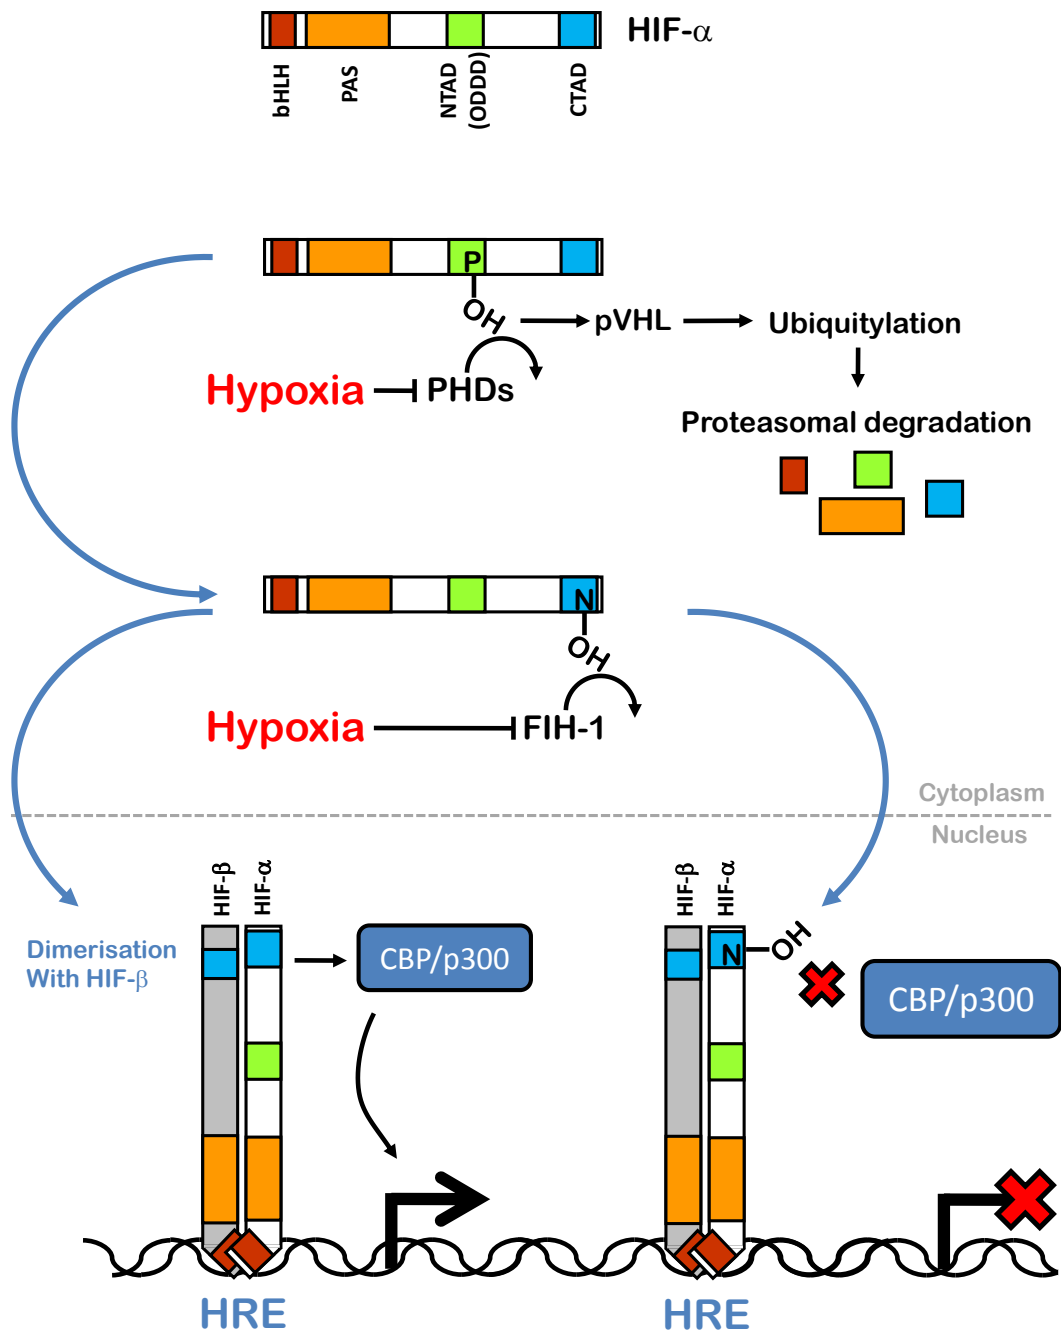 HIF-α
bHLH
PAS
NTAD
(ODDD)
CTAD
P
OH
pVHL
Ubiquitylation
Hypoxia
PHDs
Proteasomal degradation
N
OH
Hypoxia
FIH-1
Cytoplasm
Nucleus
HIF-β
HIF-α
HIF-β
HIF-α
Dimerisation
With HIF-β
CBP/p300
N
OH
CBP/p300
HRE
HRE